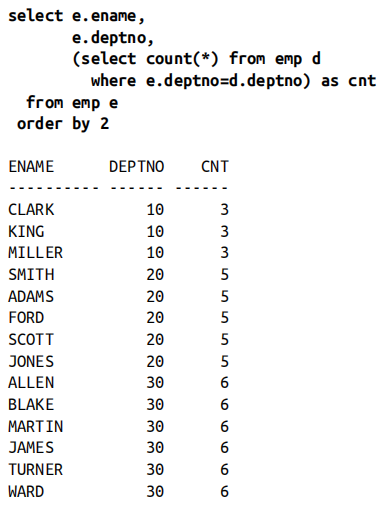 select e.ename,
       e.deptno,
       (select count(*) from emp d
         where e.deptno=d.deptno) as cnt
  from emp e
 order by 2
ENAME      DEPTNO    CNT
---------- ------ ------
CLARK          10      3
KING           10      3
MILLER         10      3
SMITH          20      5
ADAMS          20      5
FORD           20      5
SCOTT          20      5
JONES          20      5
ALLEN          30      6
BLAKE          30      6
MARTIN         30      6
JAMES          30      6
TURNER         30      6
WARD           30      6